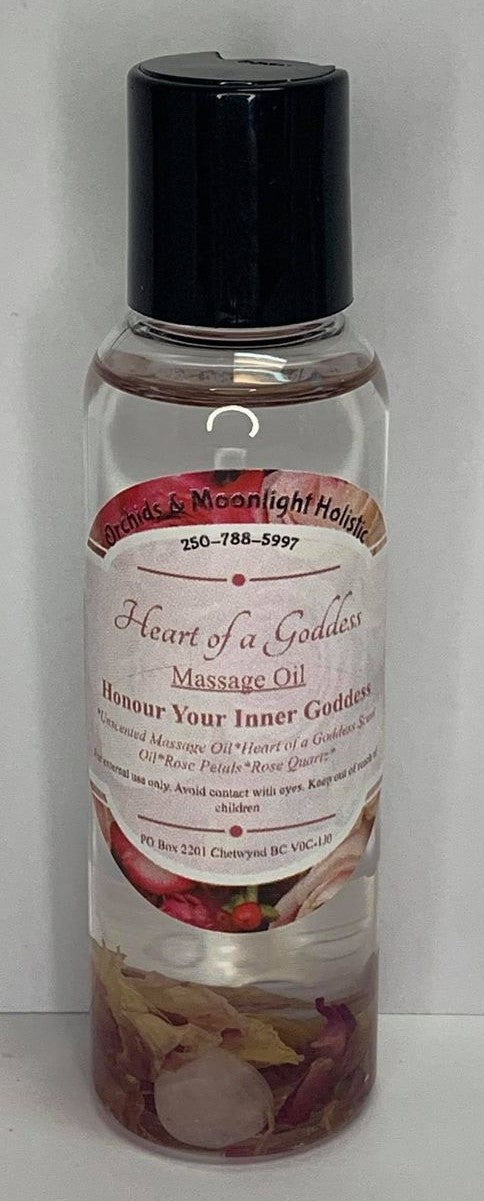 Orchids & Moonlight Holistic
250-788-5997
Heart of a Goddess
Massage Oil
Honour Your Inner Goddess
*Unscented Massage Oil*Heart of a Goddess Scent
Oil*Rose Petals*Rose Quartz*
For external use only. Avoid contact with eyes. Keep out of reach of
children
PO Box 2201 Chetwynd BC V0C-1J0